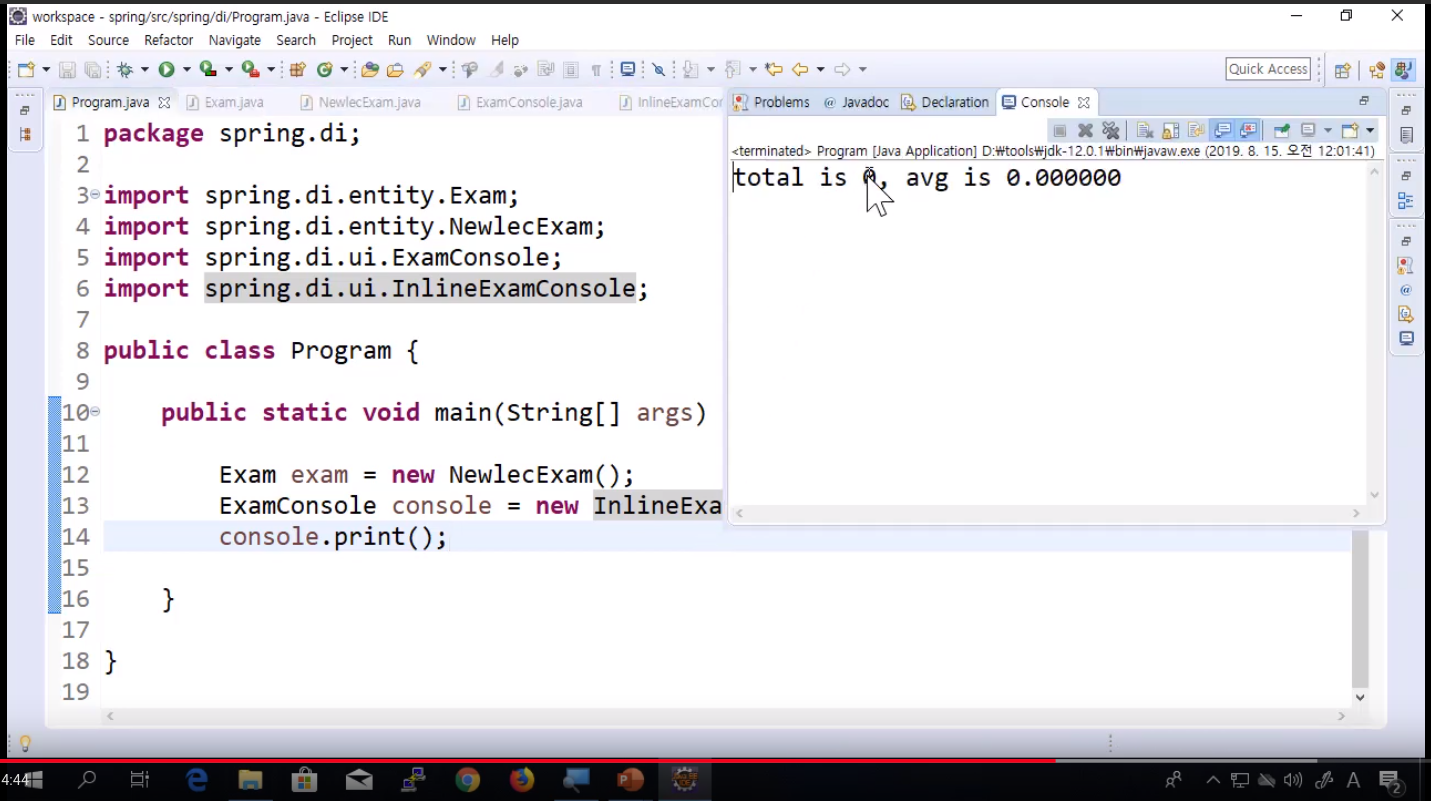 workspace - spring/src/spring/di/Program.java - Eclipse IDE
File Edit Source Refactor Navigate Search Project Run Window Help
Quick Access
Program.java Exam.java NewlecExam.java ExamConsole.java InlineExamCor
Problems @ Javadoc Declaration Console
<terminated> Program [Java Application] D:₩tools₩jdk-12.0.1₩bin₩javaw.exe (2019. 8. 15. 오전 12:01:41)
total is 0, avg is 0.000000
1 package spring.di;
2
3 import spring.di.entity.Exam;
4 import spring.di.entity.NewlecExam;
5 import spring.di.ui.ExamConsole;
6 import spring.di.ui.InlineExamConsole;
7
8 public class Program {
9
10 public static void main(String[] args)
11
12 Exam exam = new NewlecExam();
13 ExamConsole console = new InlineExa
14 console.print();
15
16 }
17
18 }
19
4:44
A
2